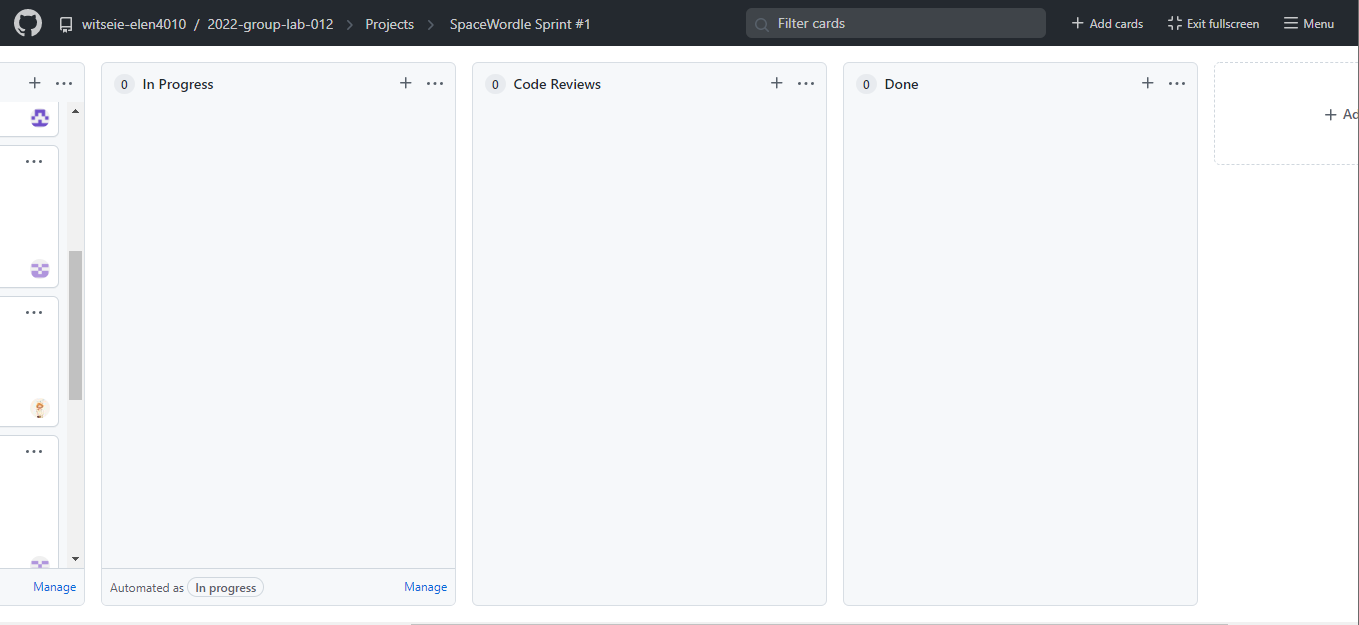 witseie-elen4010 / 2022-group-lab-012 Projects SpaceWordle Sprint #1 Filter cards Add cards Exit fullscreen Menu
0 In Progress
0 Code Reviews
0 Done
Manage
Automated as In progress Manage